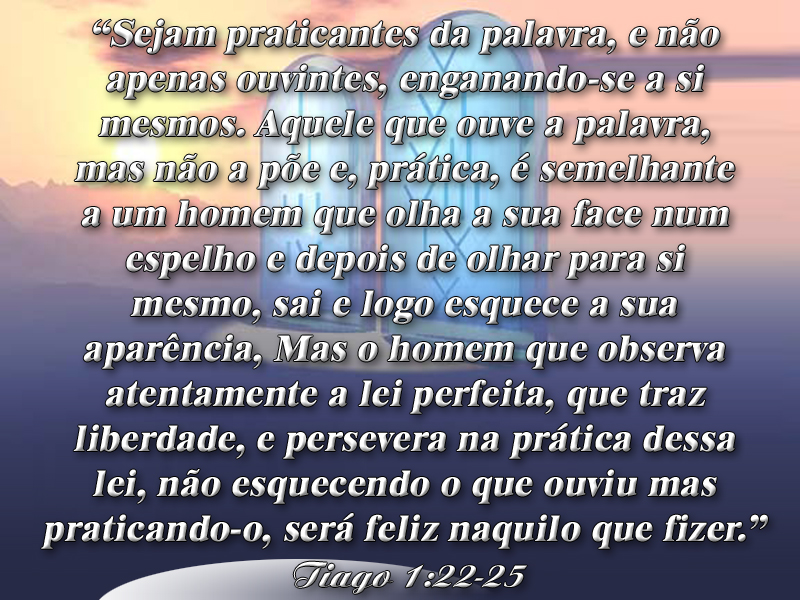 “Sejam praticantes da palavra, e não
apenas ouvintes, enganando-se a si
mesmos. Aquele que ouve a palavra,
mas não a põe e, prática, é semelhante
a um homem que olha a sua face num
espelho e depois de olhar para si
mesmo, sai e logo esquece a sua
aparência, Mas o homem que observa
atentamente a lei perfeita, que traz
liberdade, e persevera na prática dessa
lei, não esquecendo o que ouviu mas
praticando-o, será feliz naquilo que fizer.”
Tiago 1:22-25